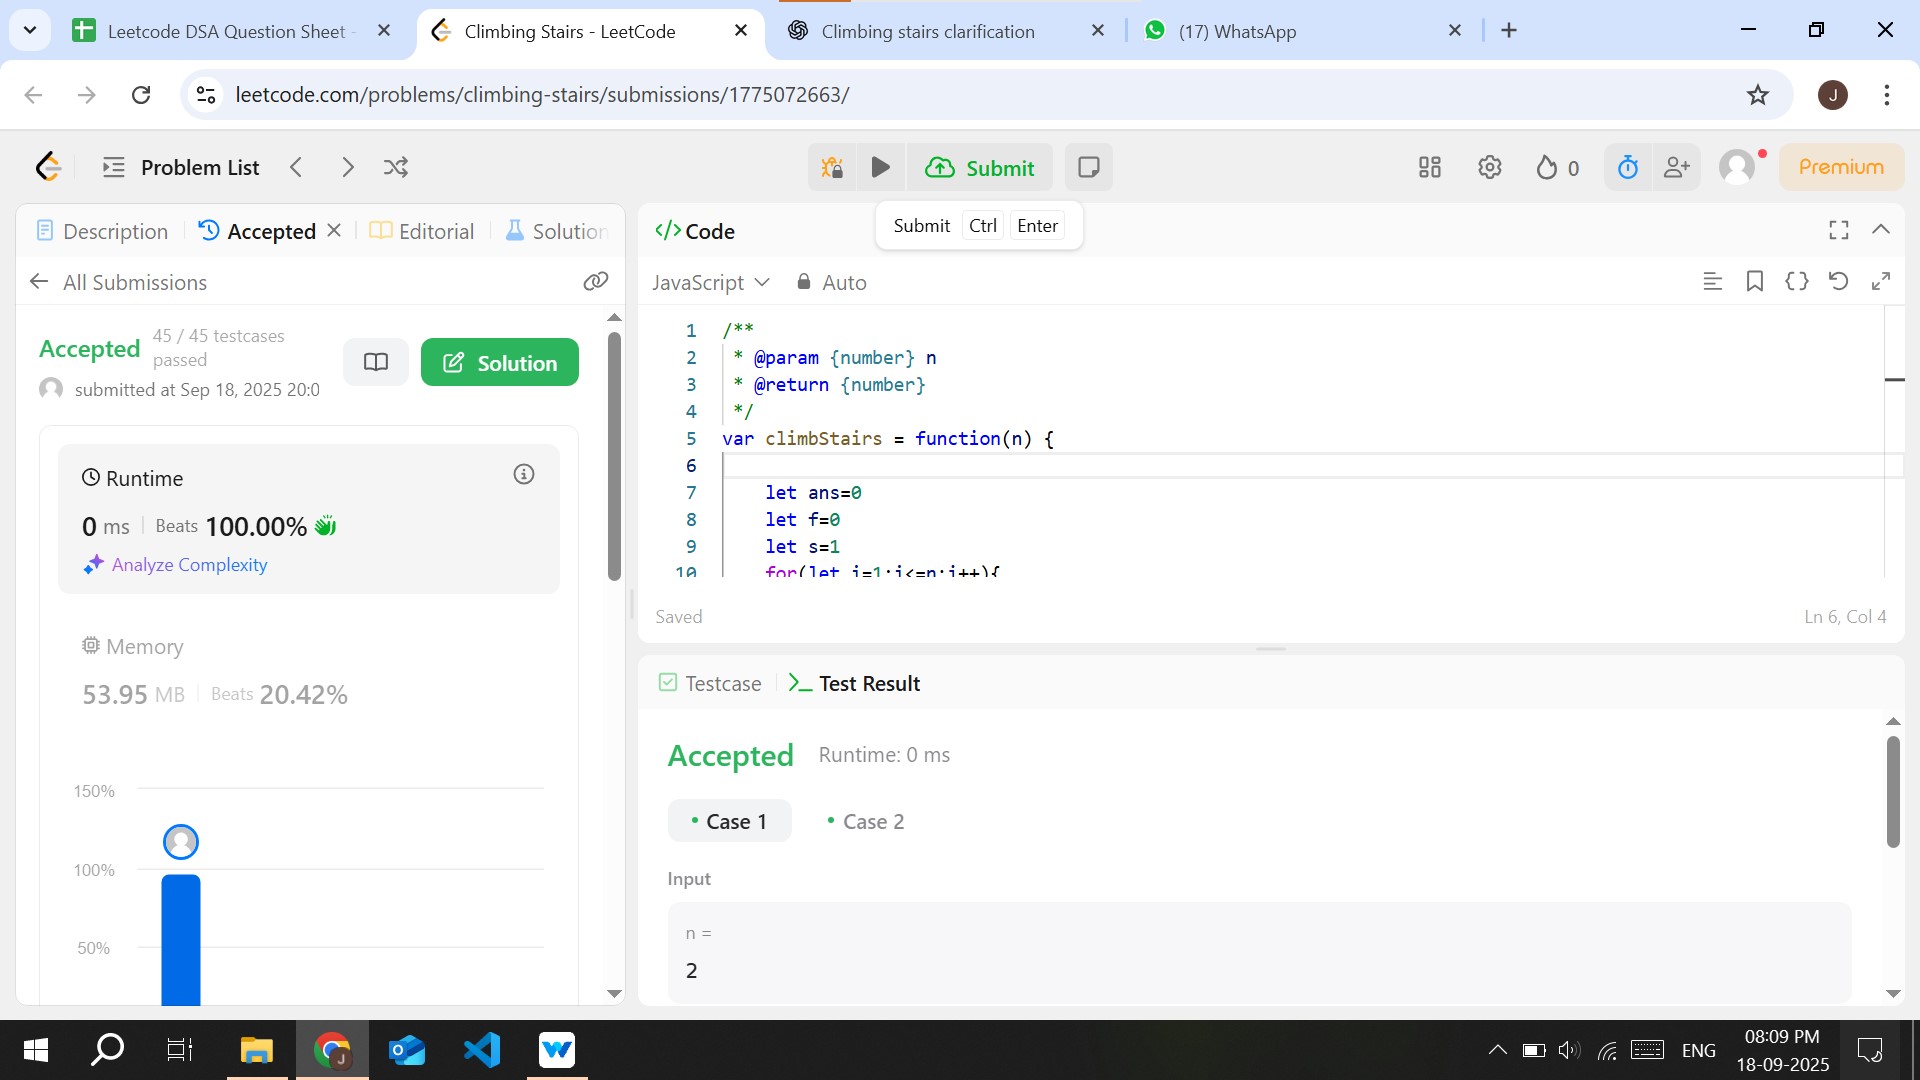 Leetcode DSA Question Sheet -
Climbing Stairs - LeetCode
Climbing stairs clarification
(17) WhatsApp
leetcode.com/problems/climbing-stairs/submissions/1775072663/
J
Problem List
Submit
0
Premium
Description
Accepted
Editorial
Solution
Code
Submit Ctrl Enter
All Submissions
JavaScript
Auto
Accepted
45 / 45 testcases
passed
submitted at Sep 18, 2025 20:0
Solution
Runtime
0 ms
Beats 100.00%
Analyze Complexity
Memory
53.95 MB
Beats 20.42%
150%
100%
50%
1 /**
2 * @param {number} n
3 * @return {number}
4 */
5 var climbStairs = function(n) {
6
7 let ans=0
8 let f=0
9 let s=1
10 for(let i=1;i<=n;i++){
Saved
Ln 6, Col 4
Testcase
Test Result
Accepted
Runtime: 0 ms
Case 1
Case 2
Input
n =
2
J
W
ENG
08:09 PM
18-09-2025